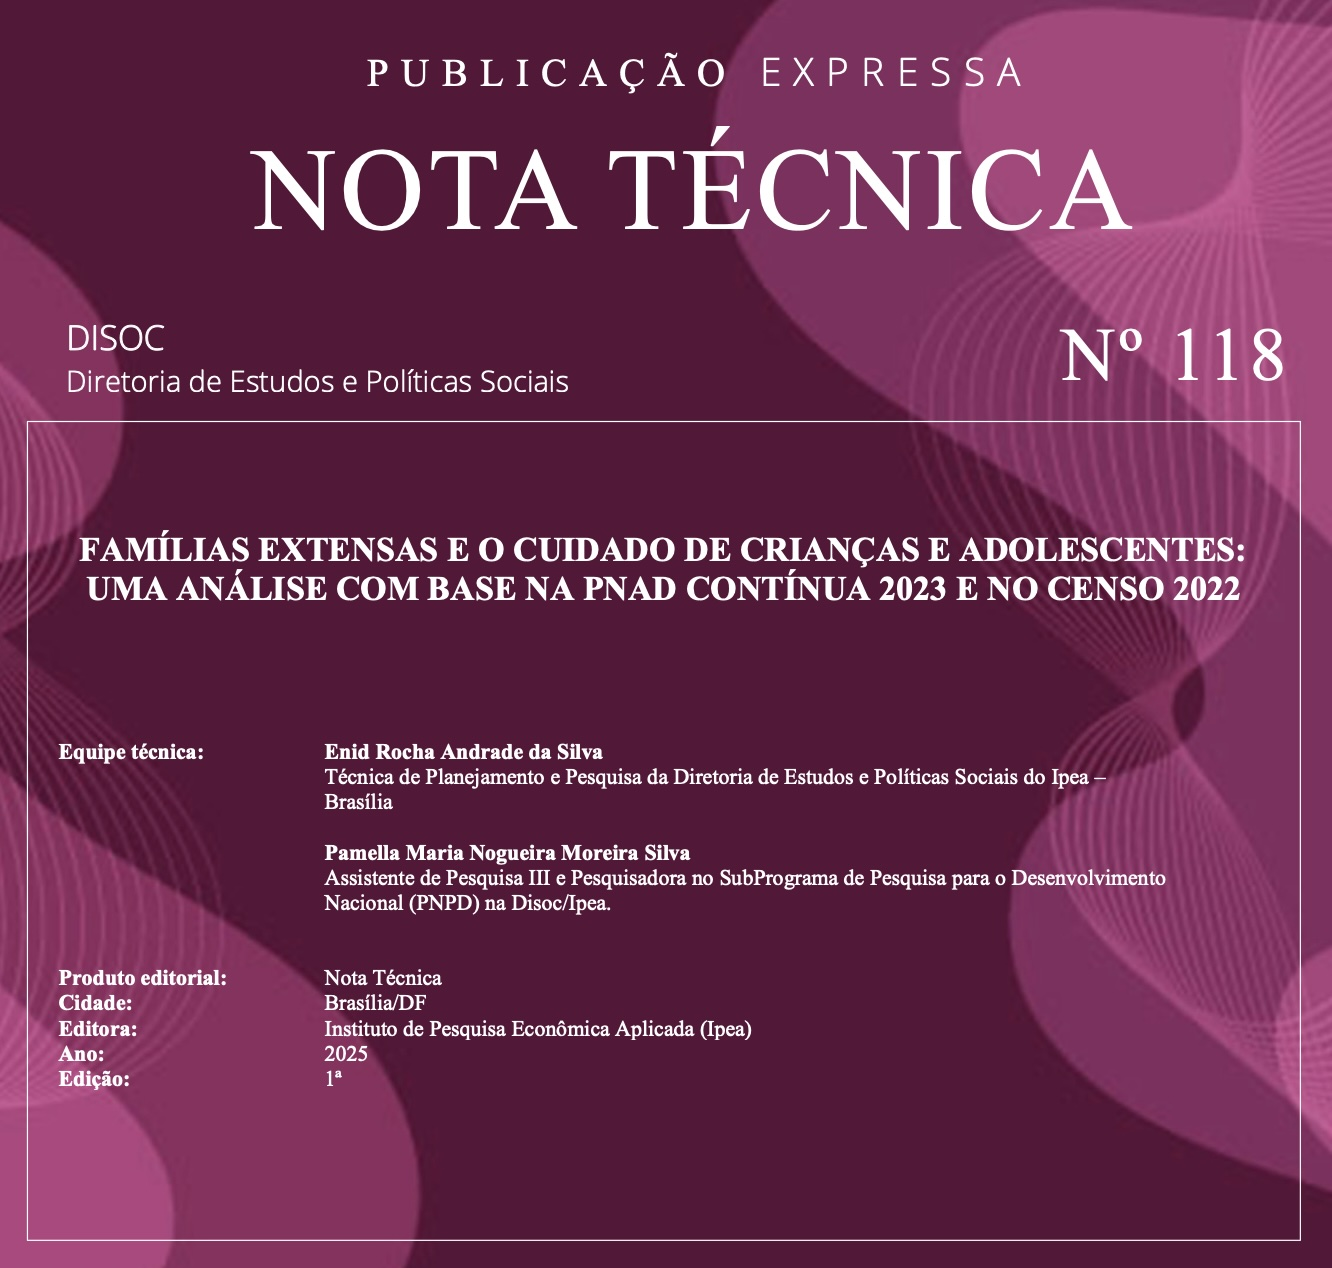 PUBLICAÇÃO EXPRESSA
NOTA TÉCNICA
DISOC
Diretoria de Estudos e Políticas Sociais
Nº 118
FAMÍLIAS EXTENSAS E O CUIDADO DE CRIANÇAS E ADOLESCENTES:
UMA ANÁLISE COM BASE NA PNAD CONTÍNUA 2023 E NO CENSO 2022
Equipe técnica: Enid Rocha Andrade da Silva
Técnica de Planejamento e Pesquisa da Diretoria de Estudos e Políticas Sociais do Ipea –
Brasília
Pamella Maria Nogueira Moreira Silva
Assistente de Pesquisa III e Pesquisadora no SubPrograma de Pesquisa para o Desenvolvimento
Nacional (PNPD) na Disoc/Ipea.
Produto editorial: Nota Técnica
Cidade: Brasília/DF
Editora: Instituto de Pesquisa Econômica Aplicada (Ipea)
Ano: 2025
Edição: 1ª